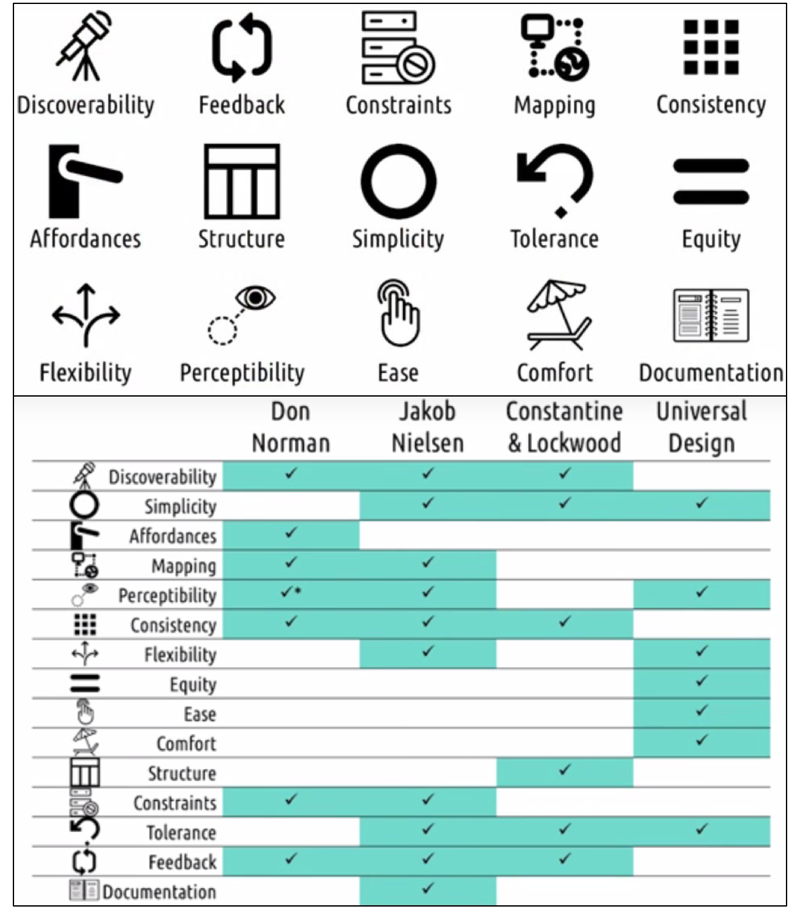 Discoverability Feedback Constraints Mapping Consistency
Affordances Structure Simplicity Tolerance Equity
Flexibility Perceptibility Ease Comfort Documentation
Don Norman Jakob Nielsen Constantine & Lockwood Universal Design
Discoverability ✓ ✓ ✓
Simplicity ✓ ✓ ✓
Affordances ✓
Mapping ✓ ✓
Perceptibility ✓* ✓ ✓
Consistency ✓ ✓ ✓
Flexibility ✓ ✓
Equity ✓
Ease ✓
Comfort ✓
Structure ✓
Constraints ✓ ✓
Tolerance ✓ ✓ ✓
Feedback ✓ ✓ ✓
Documentation ✓